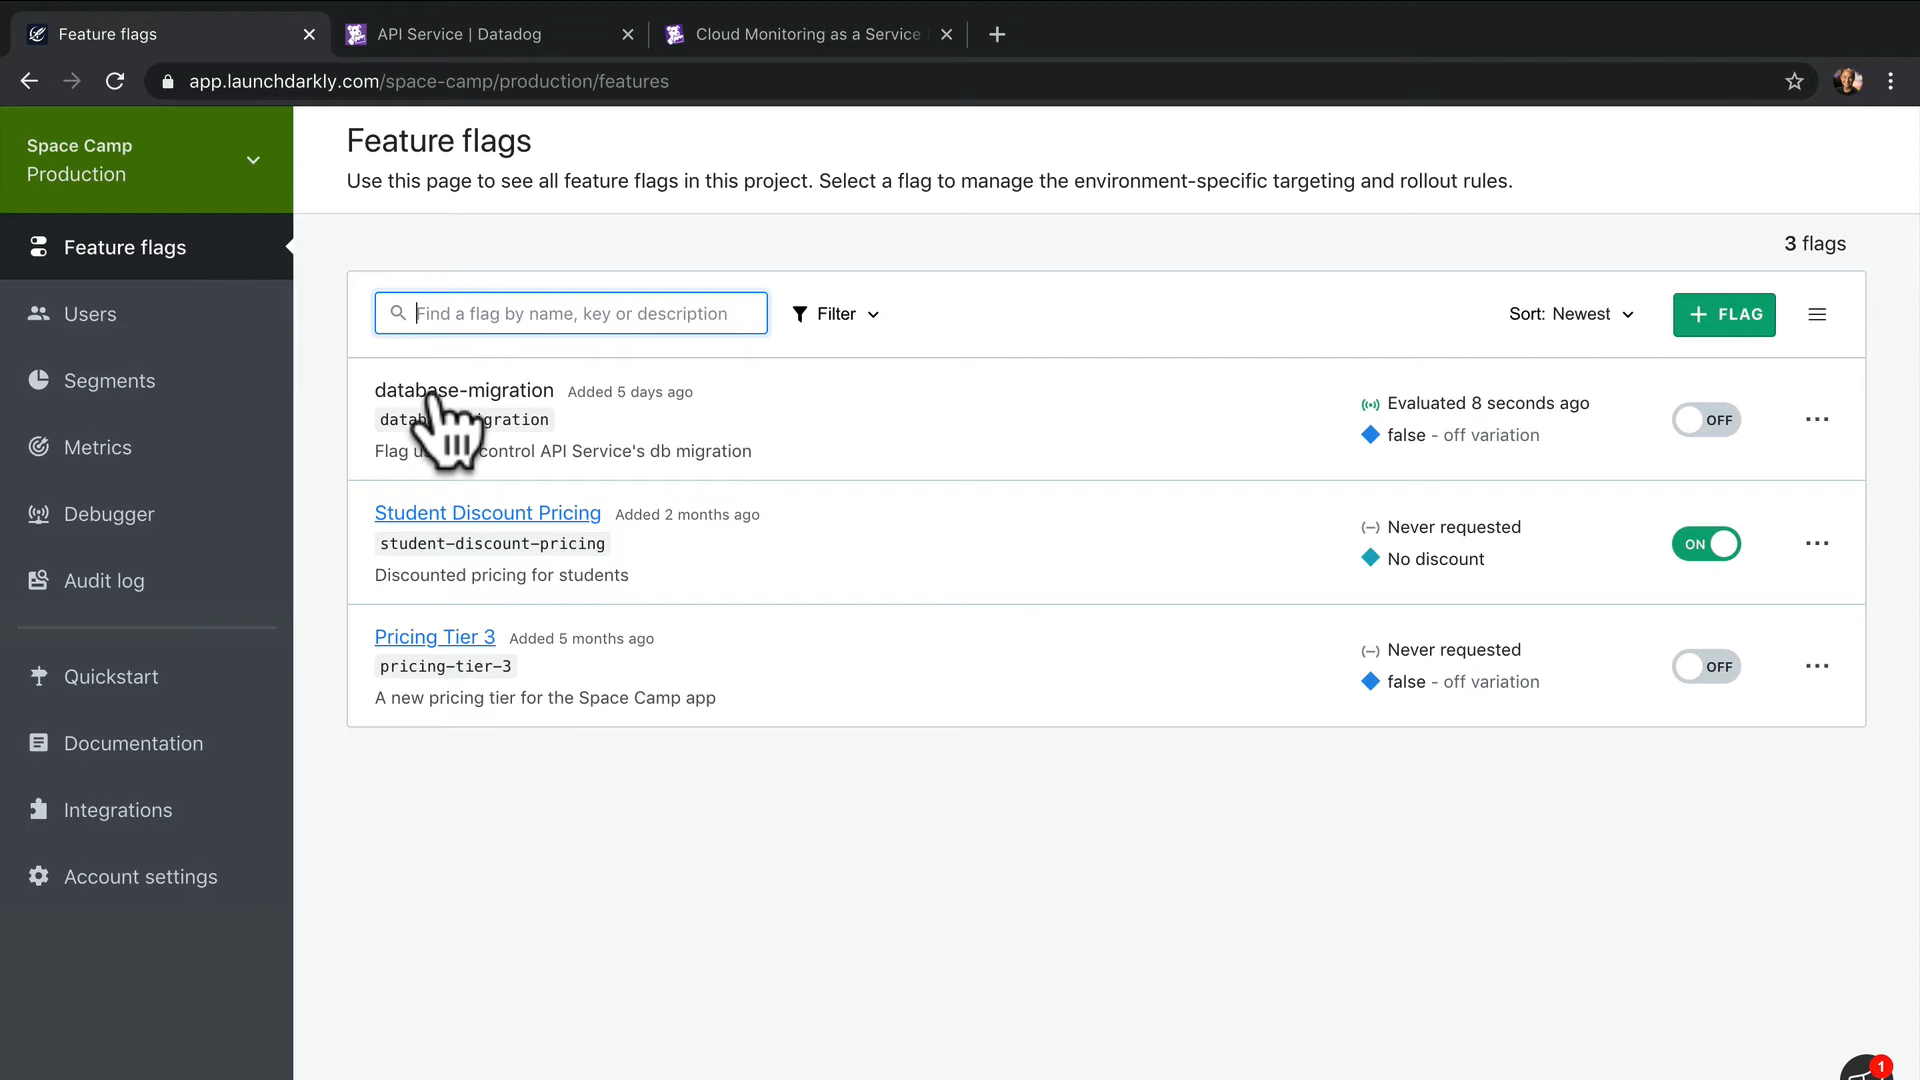 Feature flags
API Service | Datadog
Cloud Monitoring as a Service
app.launchdarkly.com/space-camp/production/features
Space Camp
Production
Feature flags
Users
Segments
Metrics
Debugger
Audit log
Quickstart
Documentation
Integrations
Account settings
Feature flags
Use this page to see all feature flags in this project. Select a flag to manage the environment-specific targeting and rollout rules.
3 flags
Find a flag by name, key or description
Filter
Sort: Newest
+ FLAG
database-migration Added 5 days ago
Flag control API Service's db migration
Evaluated 8 seconds ago
false - off variation
OFF
Student Discount Pricing Added 2 months ago
student-discount-pricing
Discounted pricing for students
Never requested
No discount
ON
Pricing Tier 3 Added 5 months ago
pricing-tier-3
A new pricing tier for the Space Camp app
Never requested
false - off variation
OFF
1